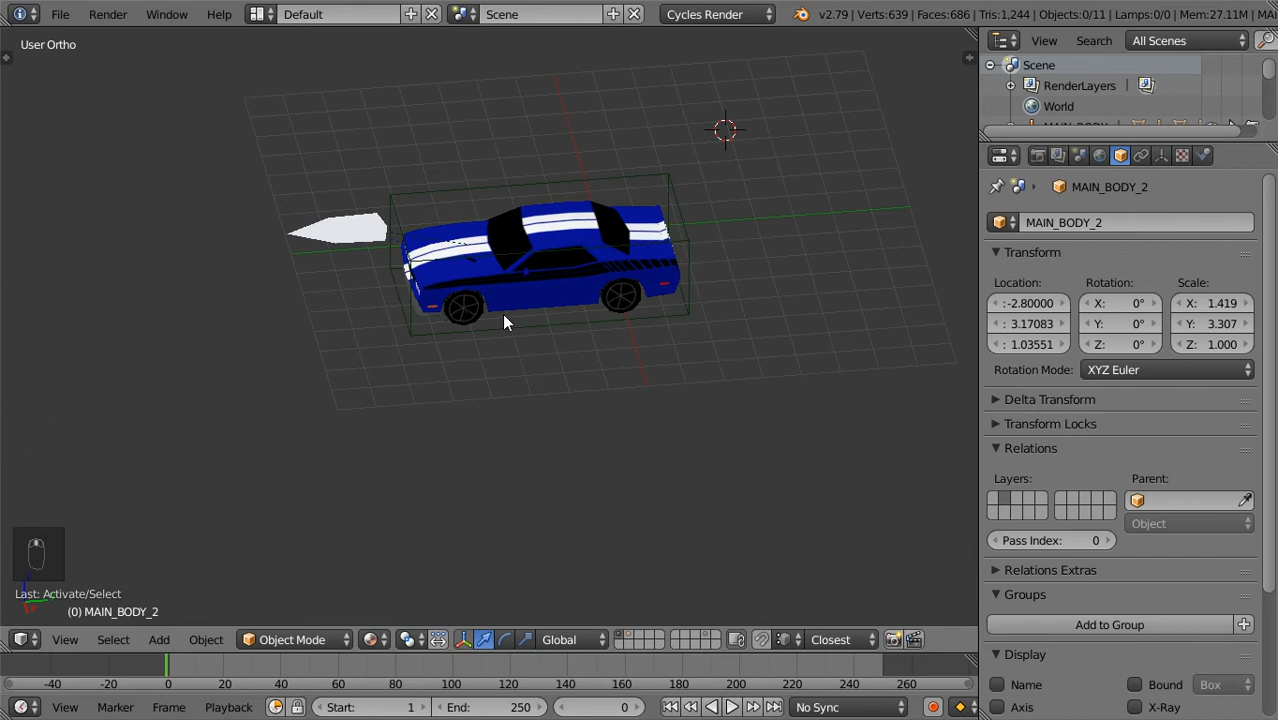 File Render Window Help Default Scene Cycles Render v2.79 | Verts:639 | Faces:686 | Tris:1,244 | Objects:0/11 | Lamps:0/0 | Mem:27.11M |
User Ortho
View Search All Scenes
Scene
RenderLayers
World
MAIN_BODY
MAIN_BODY_2
MAIN_BODY_2
Transform
Location: Rotation: Scale:
: -2.80000 X: 0° X: 1.419
: 3.17083 Y: 0° Y: 3.307
: 1.03551 Z: 0° Z: 1.000
Rotation Mode: XYZ Euler
Delta Transform
Transform Locks
Relations
Layers: Parent:
Object
Pass Index: 0
Relations Extras
Groups
Add to Group
Display
Name Bound Box
Axis X-Ray
Last: Activate/Select
(0) MAIN_BODY_2
View Select Add Object Object Mode Global Closest
-40 -20 0 20 40 60 80 100 120 140 160 180 200 220 240 260
View Marker Frame Playback Start: 1 End: 250 0 No Sync